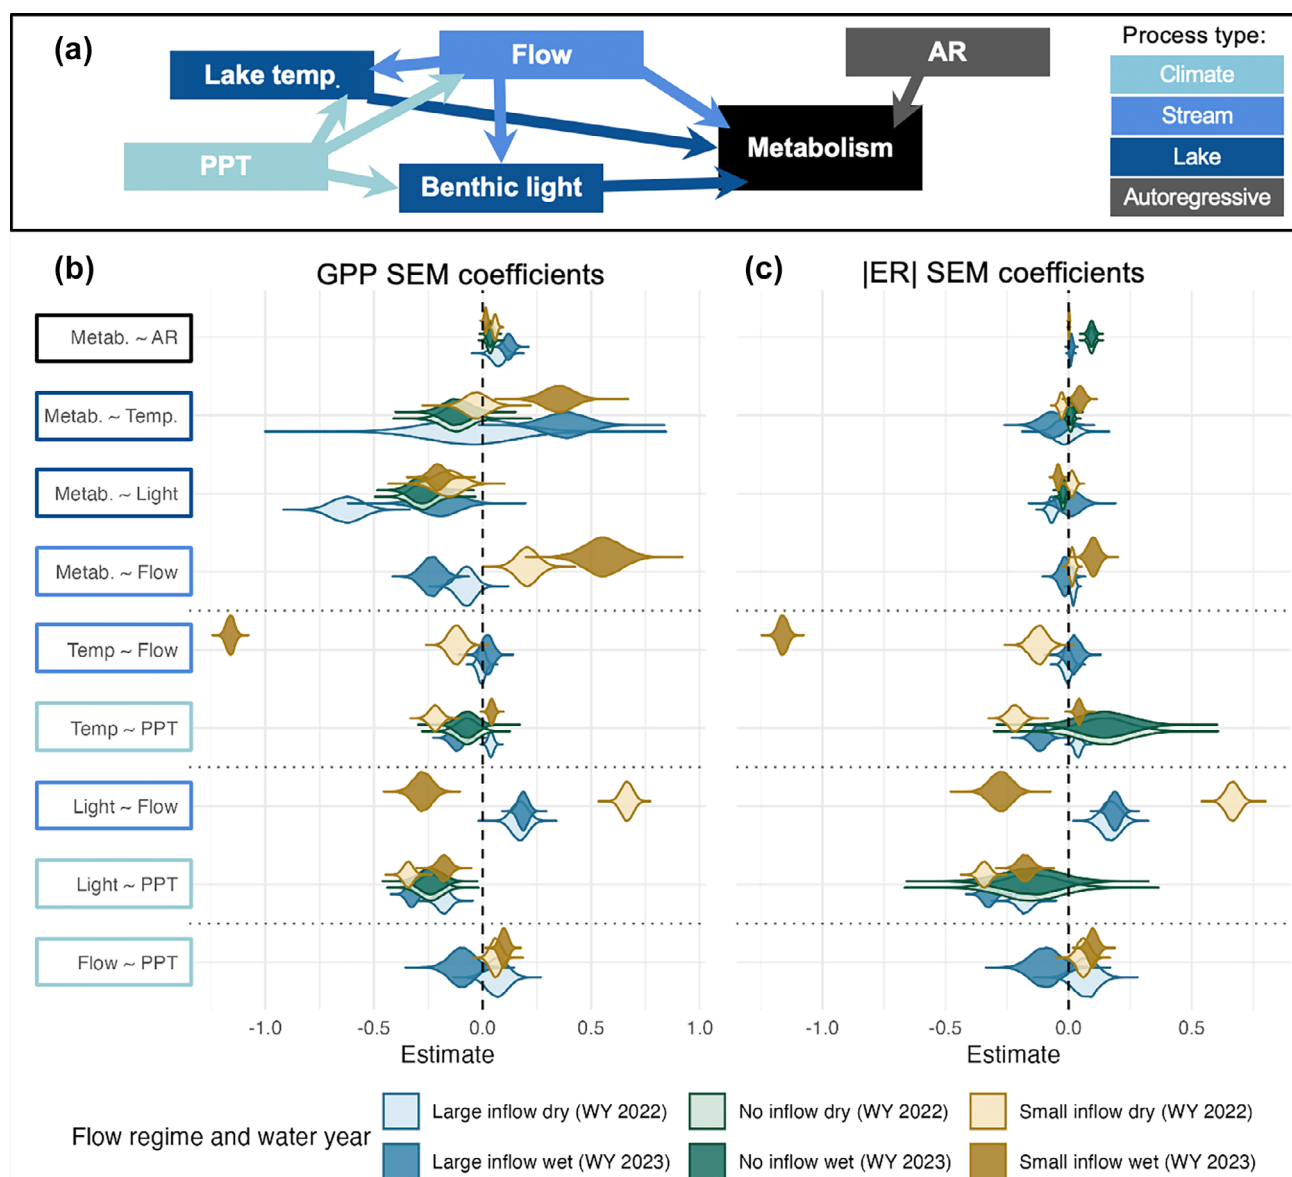 (a)
Flow
AR
Process type:
Lake temp.
Climate
Stream
PPT
Metabolism
Lake
Benthic light
Autoregressive
(b)
GPP SEM coefficients
(c)
|ER| SEM coefficients
Metab. ~ AR
Metab. ~ Temp.
Metab. ~ Light
Metab. ~ Flow
Temp ~ Flow
Temp ~ PPT
Light ~ Flow
Light ~ PPT
Flow ~ PPT
-1.0 -0.5 0.0 0.5 1.0
-1.0 -0.5 0.0 0.5
Estimate
Estimate
Flow regime and water year
Large inflow dry (WY 2022)
No inflow dry (WY 2022)
Small inflow dry (WY 2022)
Large inflow wet (WY 2023)
No inflow wet (WY 2023)
Small inflow wet (WY 2023)